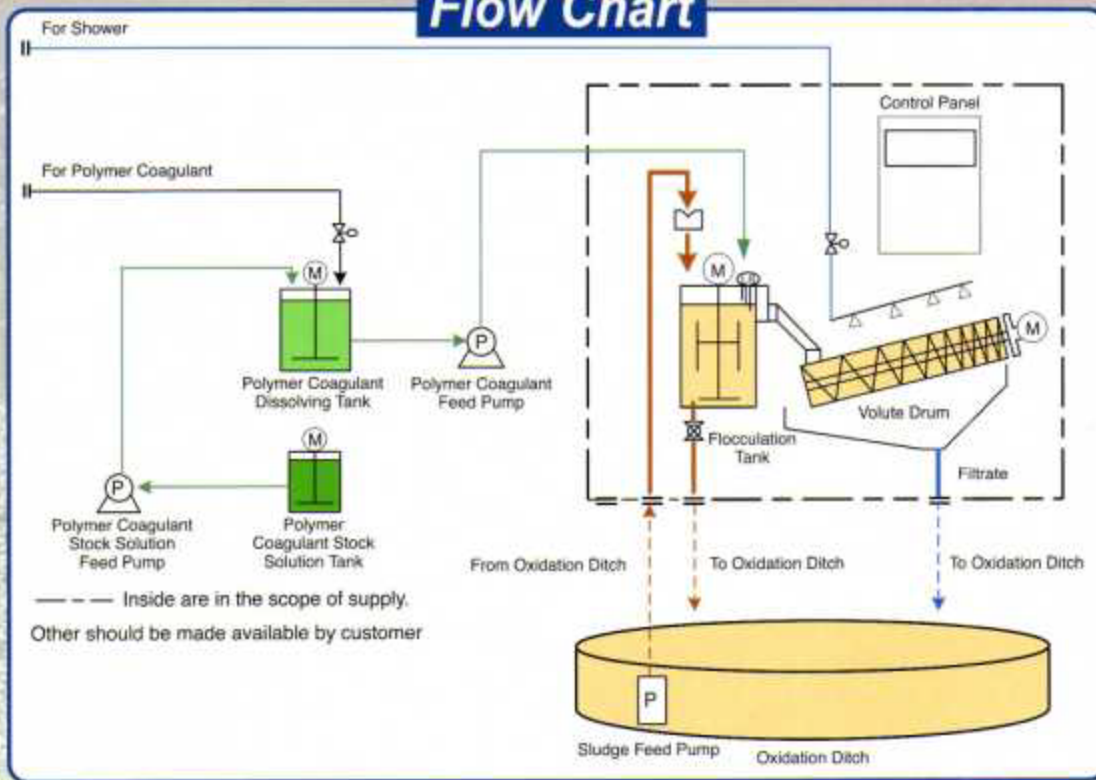 Flow Chart
For Shower
Control Panel
For Polymer Coagulant
M
M
P
M
Polymer Coagulant
Dissolving Tank
Polymer Coagulant
Feed Pump
Volute Drum
Flocculation
Tank
M
P
Filtrate
Polymer Coagulant
Stock Solution
Feed Pump
Polymer
Coagulant Stock
Solution Tank
From Oxidation Ditch
To Oxidation Ditch
To Oxidation Ditch
Inside are in the scope of supply.
Other should be made available by customer
P
Sludge Feed Pump
Oxidation Ditch